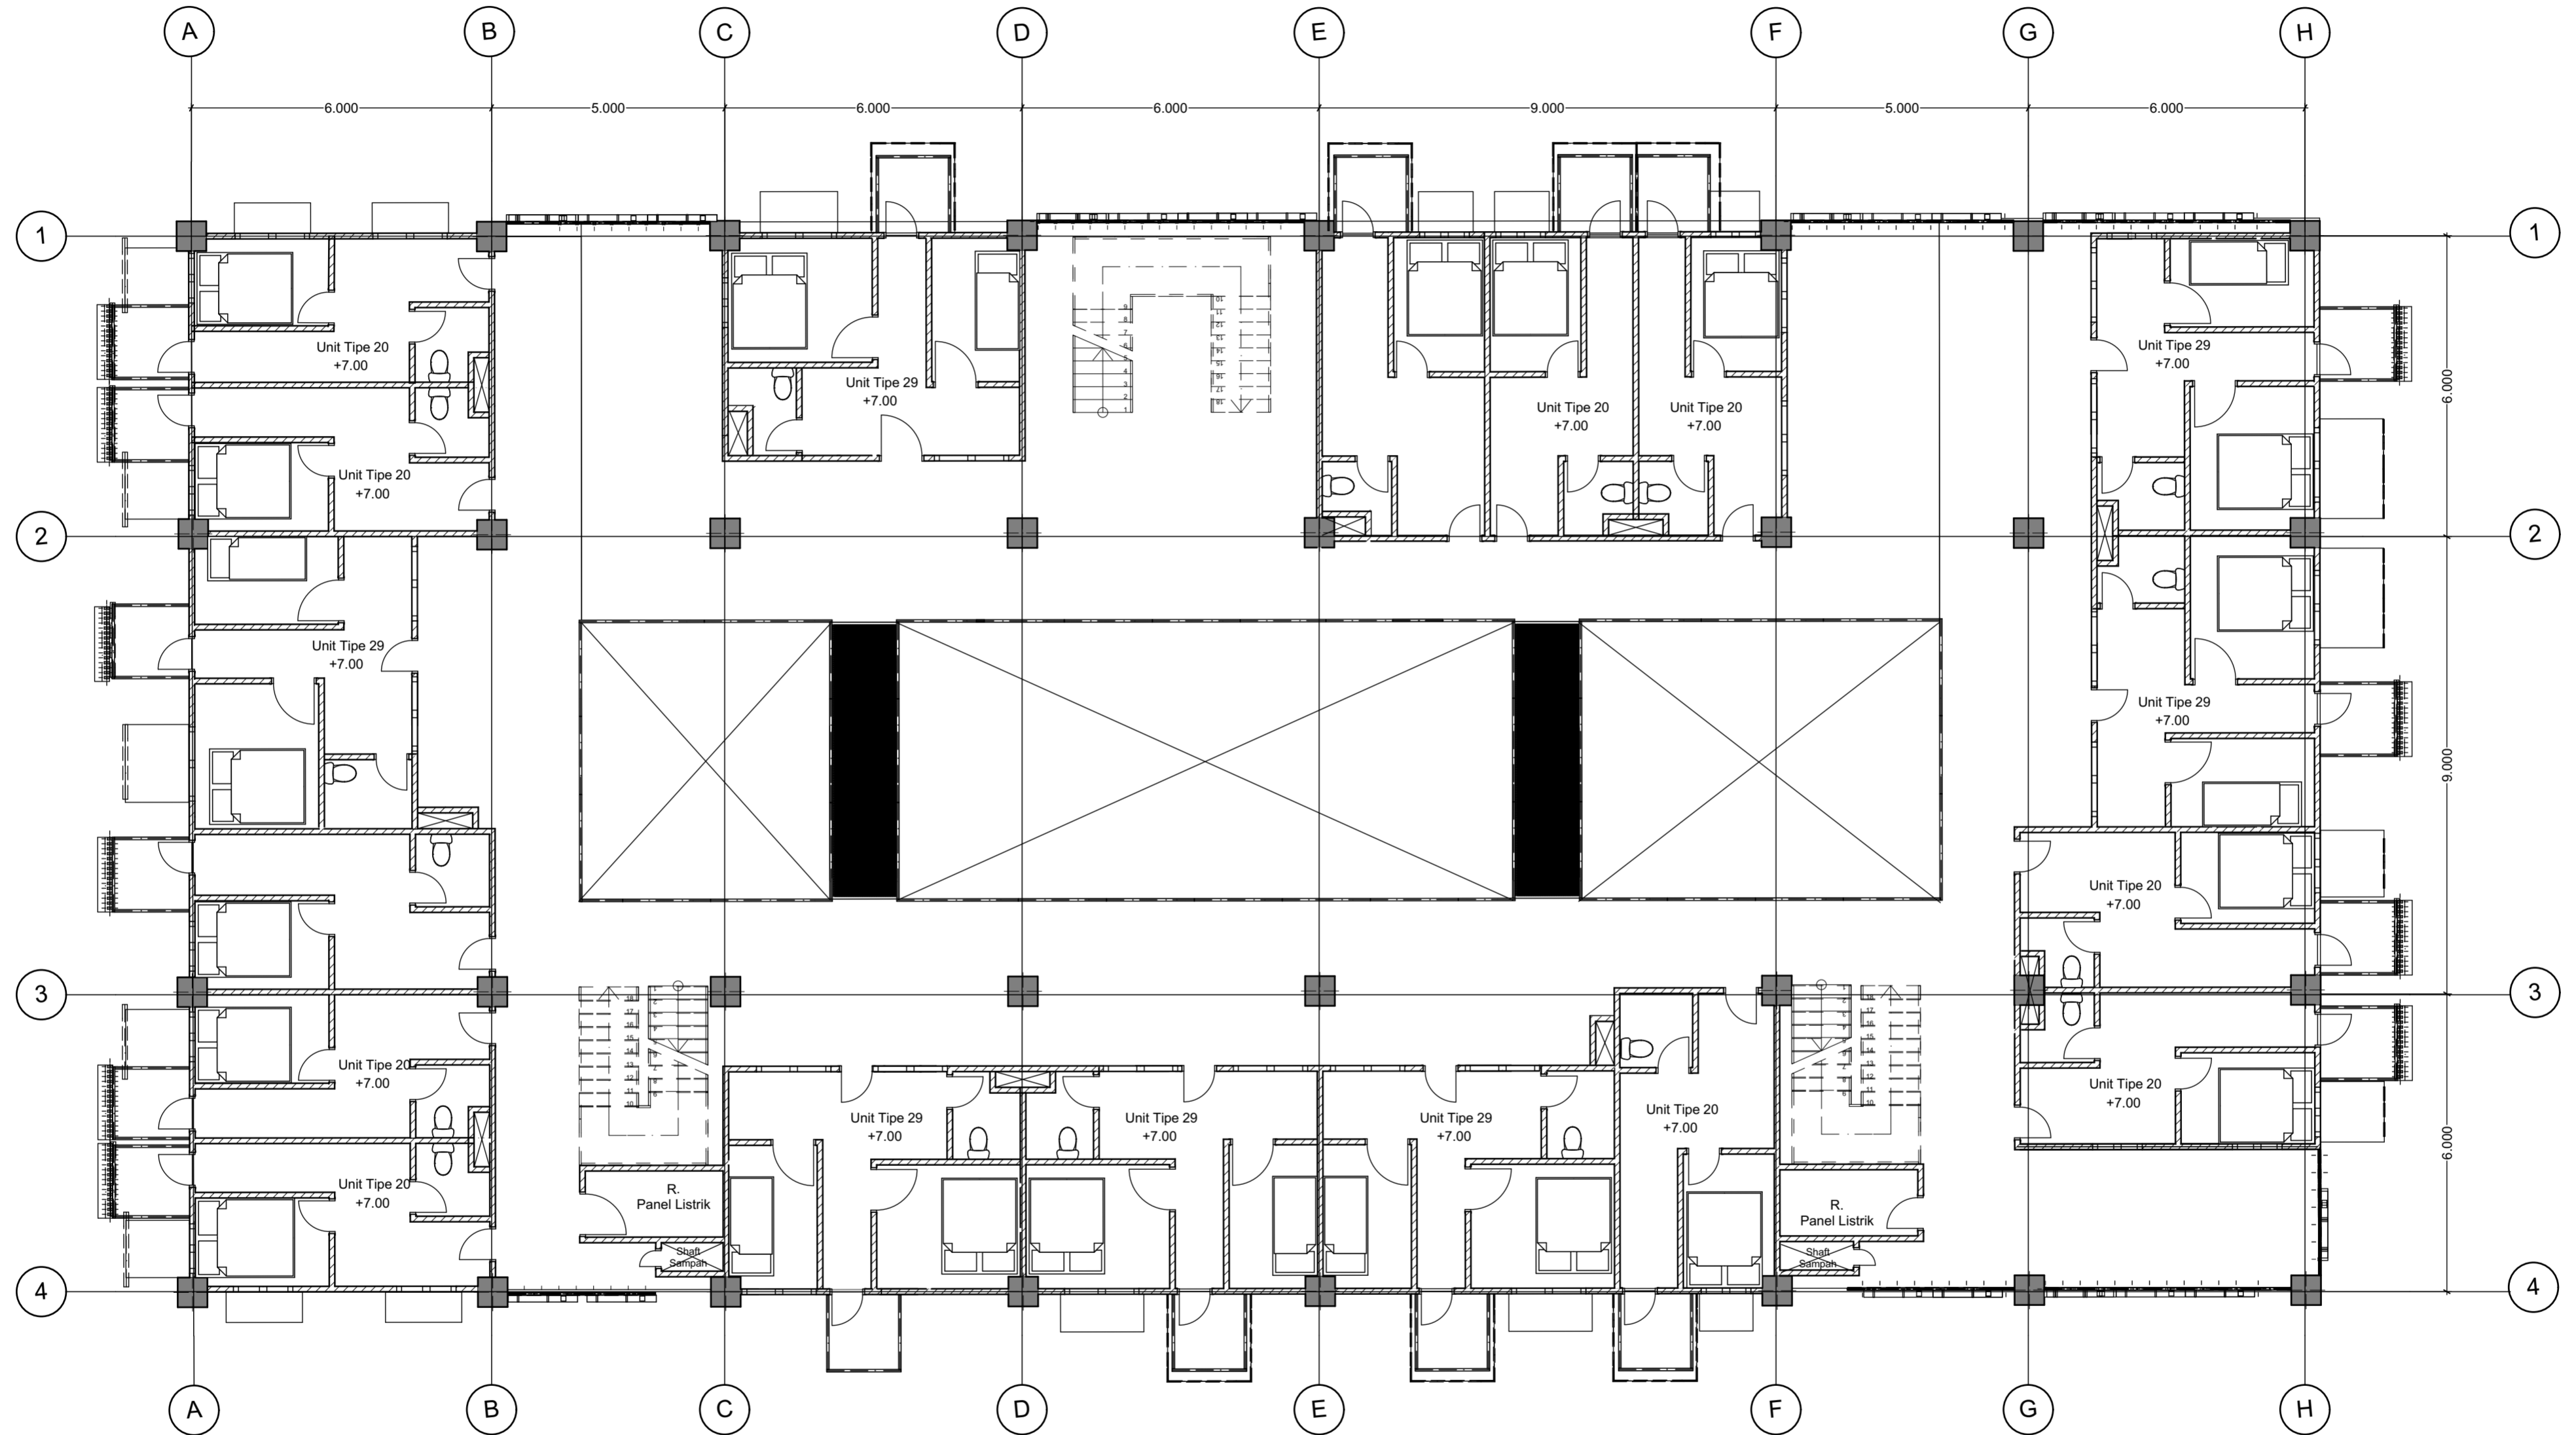 A B C D E F G H
6.000 5.000 6.000 6.000 9.000 5.000 6.000
1 1
Unit Tipe 20
+7.00
Unit Tipe 29
+7.00
Unit Tipe 20
+7.00
Unit Tipe 20
+7.00
Unit Tipe 29
+7.00
6.000
Unit Tipe 20
+7.00
2 2
Unit Tipe 29
+7.00
Unit Tipe 29
+7.00
9.000
Unit Tipe 20
+7.00
3 3
Unit Tipe 20
+7.00
Unit Tipe 29
+7.00
Unit Tipe 29
+7.00
Unit Tipe 29
+7.00
Unit Tipe 20
+7.00
Unit Tipe 20
+7.00
6.000
Unit Tipe 20
+7.00
R.
Panel Listrik
R.
Panel Listrik
Shaft
Sampah
Shaft
Sampah
4 4
A B C D E F G H